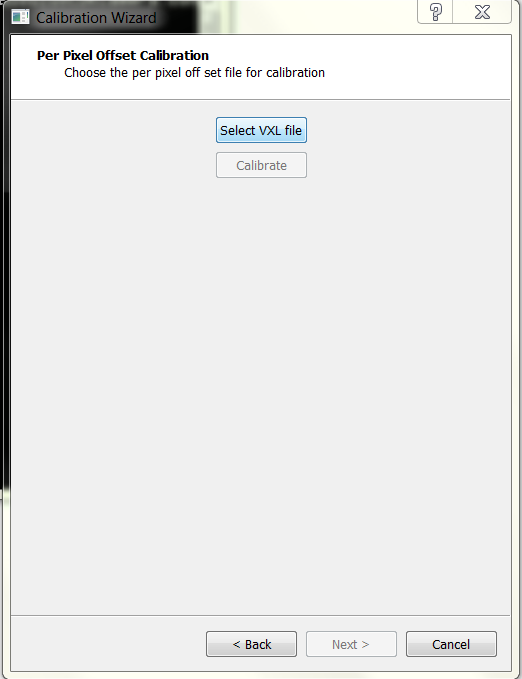 Calibration Wizard
Per Pixel Offset Calibration
Choose the per pixel off set file for calibration
Select VXL file
Calibrate
< Back Next > Cancel